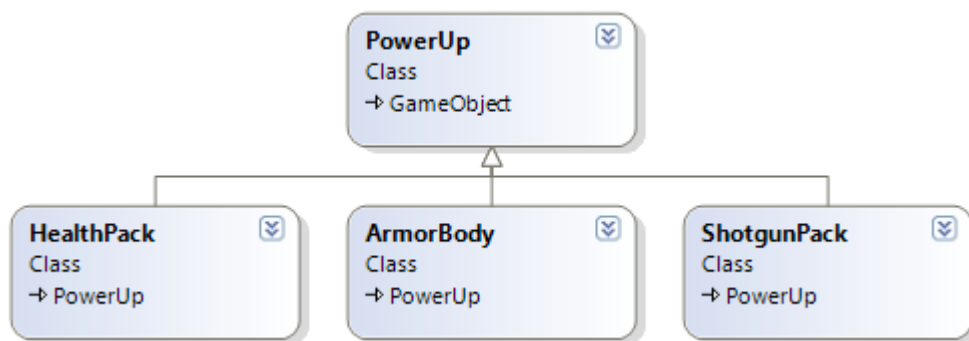 PowerUp
Class
GameObject
HealthPack
Class
PowerUp
ArmorBody
Class
PowerUp
ShotgunPack
Class
PowerUp